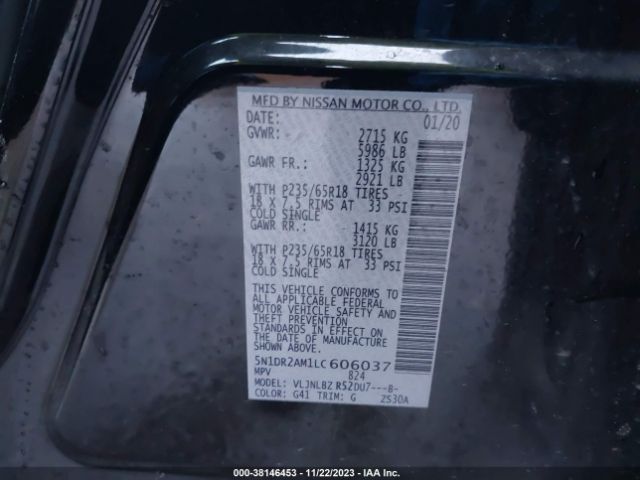 MFD BY NISSAN MOTOR CO., LTD.
DATE: 01/20
GVWR: 2715 KG
5986 LB
GAWR FR.: 1325 KG
2921 LB
WITH P235/65R18 TIRES
18 X 7.5 RIMS AT 33 PSI
COLD SINGLE
GAWR RR.: 1415 KG
3120 LB
WITH P235/65R18 TIRES
18 X 7.5 RIMS AT 33 PSI
COLD SINGLE
THIS VEHICLE CONFORMS TO
ALL APPLICABLE FEDERAL
MOTOR VEHICLE SAFETY AND
THEFT PREVENTION
STANDARDS IN EFFECT ON
THE DATE OF MANUFACTURE
SHOWN ABOVE.
5N1DR2AM1LC606037
MPV 824
MODEL: VLJNLBZ R52DU7---B-
COLOR: G41 TRIM: G ZS30A
000-38146453 - 11/22/2023 - IAA Inc.